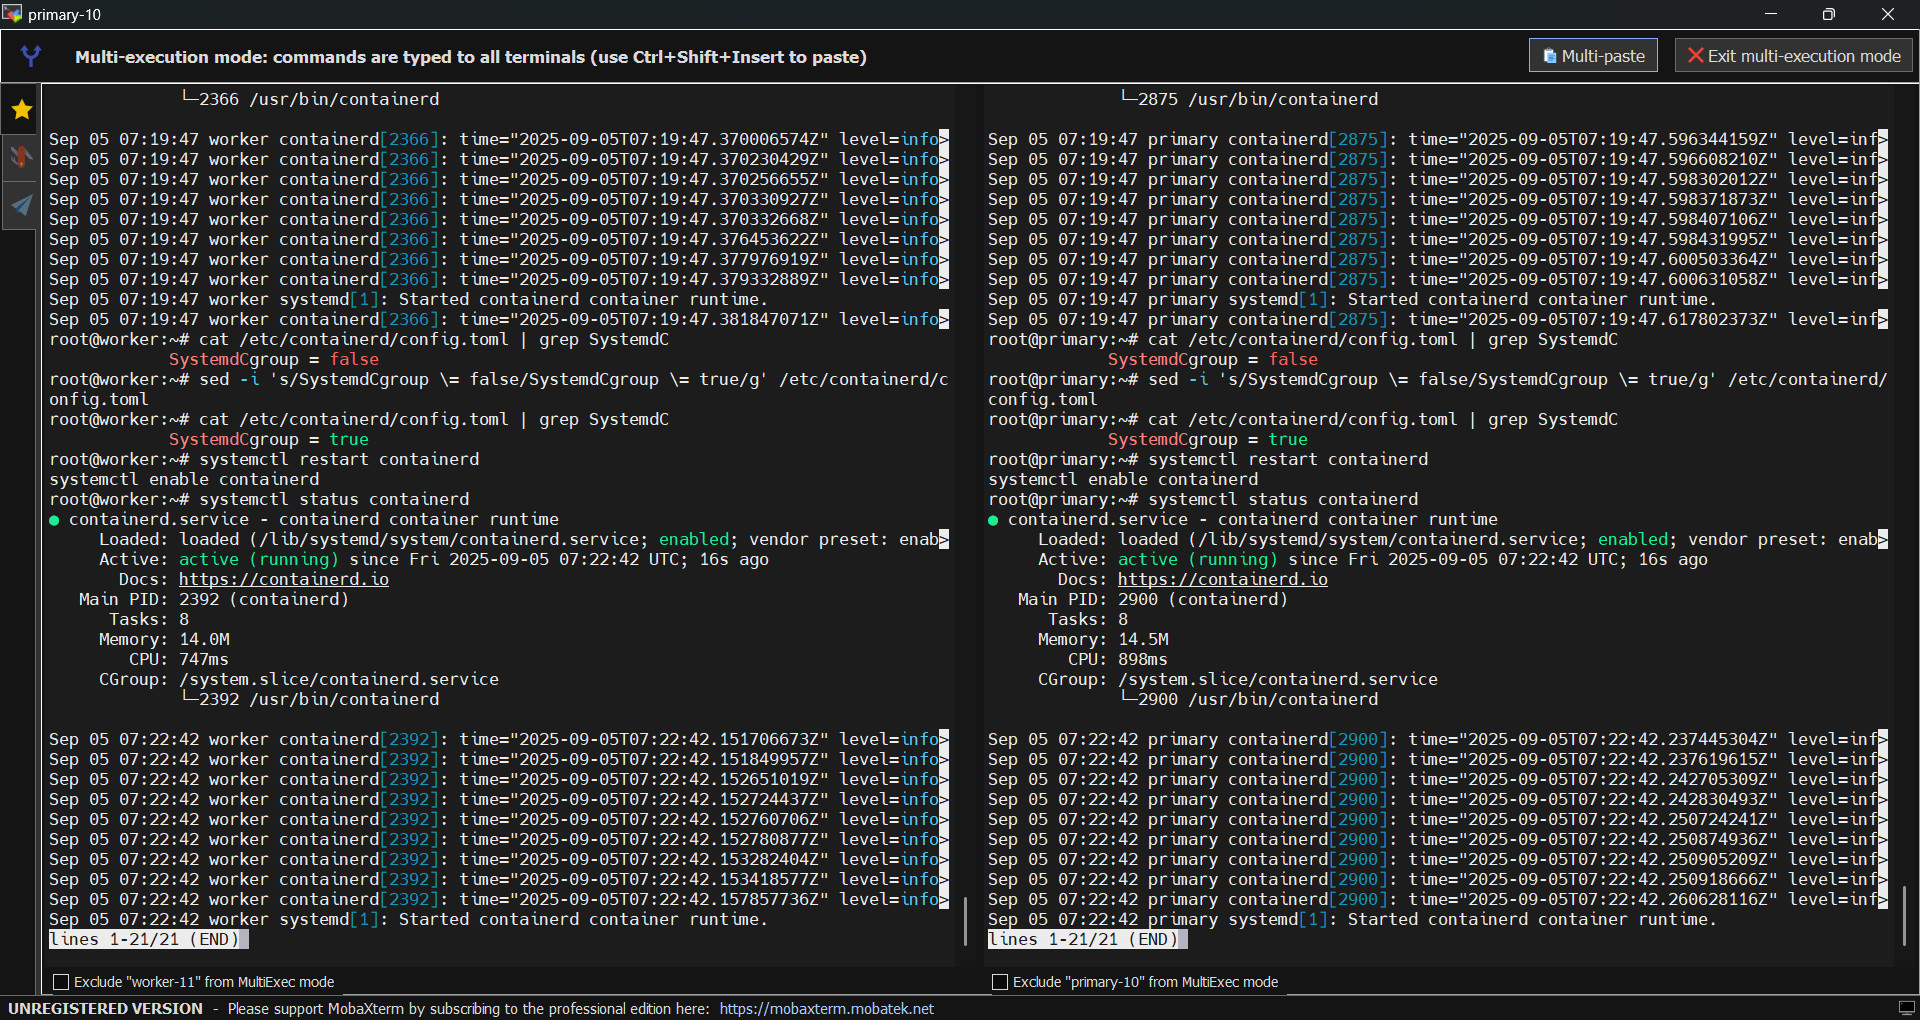 primary-10
Multi-execution mode: commands are typed to all terminals (use Ctrl+Shift+Insert to paste)
Multi-paste
Exit multi-execution mode
└─2366 /usr/bin/containerd
Sep 05 07:19:47 worker containerd[2366]: time="2025-09-05T07:19:47.370006574Z" level=info>
Sep 05 07:19:47 worker containerd[2366]: time="2025-09-05T07:19:47.370230429Z" level=info>
Sep 05 07:19:47 worker containerd[2366]: time="2025-09-05T07:19:47.370256655Z" level=info>
Sep 05 07:19:47 worker containerd[2366]: time="2025-09-05T07:19:47.370330927Z" level=info>
Sep 05 07:19:47 worker containerd[2366]: time="2025-09-05T07:19:47.370332668Z" level=info>
Sep 05 07:19:47 worker containerd[2366]: time="2025-09-05T07:19:47.376453622Z" level=info>
Sep 05 07:19:47 worker containerd[2366]: time="2025-09-05T07:19:47.377976919Z" level=info>
Sep 05 07:19:47 worker containerd[2366]: time="2025-09-05T07:19:47.379332889Z" level=info>
Sep 05 07:19:47 worker systemd[1]: Started containerd container runtime.
Sep 05 07:19:47 worker containerd[2366]: time="2025-09-05T07:19:47.381847071Z" level=info>
root@worker:~# cat /etc/containerd/config.toml | grep SystemdC
SystemdCgroup = false
root@worker:~# sed -i 's/SystemdCgroup \= false/SystemdCgroup \= true/g' /etc/containerd/c
onfig.toml
root@worker:~# cat /etc/containerd/config.toml | grep SystemdC
SystemdCgroup = true
root@worker:~# systemctl restart containerd
systemctl enable containerd
root@worker:~# systemctl status containerd
● containerd.service - containerd container runtime
Loaded: loaded (/lib/systemd/system/containerd.service; enabled; vendor preset: enab>
Active: active (running) since Fri 2025-09-05 07:22:42 UTC; 16s ago
Docs: https://containerd.io
Main PID: 2392 (containerd)
Tasks: 8
Memory: 14.0M
CPU: 747ms
CGroup: /system.slice/containerd.service
└─2392 /usr/bin/containerd
Sep 05 07:22:42 worker containerd[2392]: time="2025-09-05T07:22:42.151706673Z" level=info>
Sep 05 07:22:42 worker containerd[2392]: time="2025-09-05T07:22:42.151849957Z" level=info>
Sep 05 07:22:42 worker containerd[2392]: time="2025-09-05T07:22:42.152651019Z" level=info>
Sep 05 07:22:42 worker containerd[2392]: time="2025-09-05T07:22:42.152724437Z" level=info>
Sep 05 07:22:42 worker containerd[2392]: time="2025-09-05T07:22:42.152760706Z" level=info>
Sep 05 07:22:42 worker containerd[2392]: time="2025-09-05T07:22:42.152780877Z" level=info>
Sep 05 07:22:42 worker containerd[2392]: time="2025-09-05T07:22:42.153282404Z" level=info>
Sep 05 07:22:42 worker containerd[2392]: time="2025-09-05T07:22:42.153418577Z" level=info>
Sep 05 07:22:42 worker containerd[2392]: time="2025-09-05T07:22:42.157857736Z" level=info>
Sep 05 07:22:42 worker systemd[1]: Started containerd container runtime.
lines 1-21/21 (END)
Exclude "worker-11" from MultiExec mode
└─2875 /usr/bin/containerd
Sep 05 07:19:47 primary containerd[2875]: time="2025-09-05T07:19:47.596344159Z" level=inf>
Sep 05 07:19:47 primary containerd[2875]: time="2025-09-05T07:19:47.596608210Z" level=inf>
Sep 05 07:19:47 primary containerd[2875]: time="2025-09-05T07:19:47.598302012Z" level=inf>
Sep 05 07:19:47 primary containerd[2875]: time="2025-09-05T07:19:47.598371873Z" level=inf>
Sep 05 07:19:47 primary containerd[2875]: time="2025-09-05T07:19:47.598407106Z" level=inf>
Sep 05 07:19:47 primary containerd[2875]: time="2025-09-05T07:19:47.598431995Z" level=inf>
Sep 05 07:19:47 primary containerd[2875]: time="2025-09-05T07:19:47.600503364Z" level=inf>
Sep 05 07:19:47 primary containerd[2875]: time="2025-09-05T07:19:47.600631058Z" level=inf>
Sep 05 07:19:47 primary systemd[1]: Started containerd container runtime.
Sep 05 07:19:47 primary containerd[2875]: time="2025-09-05T07:19:47.617802373Z" level=inf>
root@primary:~# cat /etc/containerd/config.toml | grep SystemdC
SystemdCgroup = false
root@primary:~# sed -i 's/SystemdCgroup \= false/SystemdCgroup \= true/g' /etc/containerd/
config.toml
root@primary:~# cat /etc/containerd/config.toml | grep SystemdC
SystemdCgroup = true
root@primary:~# systemctl restart containerd
systemctl enable containerd
root@primary:~# systemctl status containerd
● containerd.service - containerd container runtime
Loaded: loaded (/lib/systemd/system/containerd.service; enabled; vendor preset: enab>
Active: active (running) since Fri 2025-09-05 07:22:42 UTC; 16s ago
Docs: https://containerd.io
Main PID: 2900 (containerd)
Tasks: 8
Memory: 14.5M
CPU: 898ms
CGroup: /system.slice/containerd.service
└─2900 /usr/bin/containerd
Sep 05 07:22:42 primary containerd[2900]: time="2025-09-05T07:22:42.237445304Z" level=inf>
Sep 05 07:22:42 primary containerd[2900]: time="2025-09-05T07:22:42.237619615Z" level=inf>
Sep 05 07:22:42 primary containerd[2900]: time="2025-09-05T07:22:42.242705309Z" level=inf>
Sep 05 07:22:42 primary containerd[2900]: time="2025-09-05T07:22:42.242830493Z" level=inf>
Sep 05 07:22:42 primary containerd[2900]: time="2025-09-05T07:22:42.250724241Z" level=inf>
Sep 05 07:22:42 primary containerd[2900]: time="2025-09-05T07:22:42.250874936Z" level=inf>
Sep 05 07:22:42 primary containerd[2900]: time="2025-09-05T07:22:42.250905209Z" level=inf>
Sep 05 07:22:42 primary containerd[2900]: time="2025-09-05T07:22:42.250918666Z" level=inf>
Sep 05 07:22:42 primary containerd[2900]: time="2025-09-05T07:22:42.260628116Z" level=inf>
Sep 05 07:22:42 primary systemd[1]: Started containerd container runtime.
lines 1-21/21 (END)
Exclude "primary-10" from MultiExec mode
UNREGISTERED VERSION - Please support MobaXterm by subscribing to the professional edition here: https://mobaxterm.mobatek.net